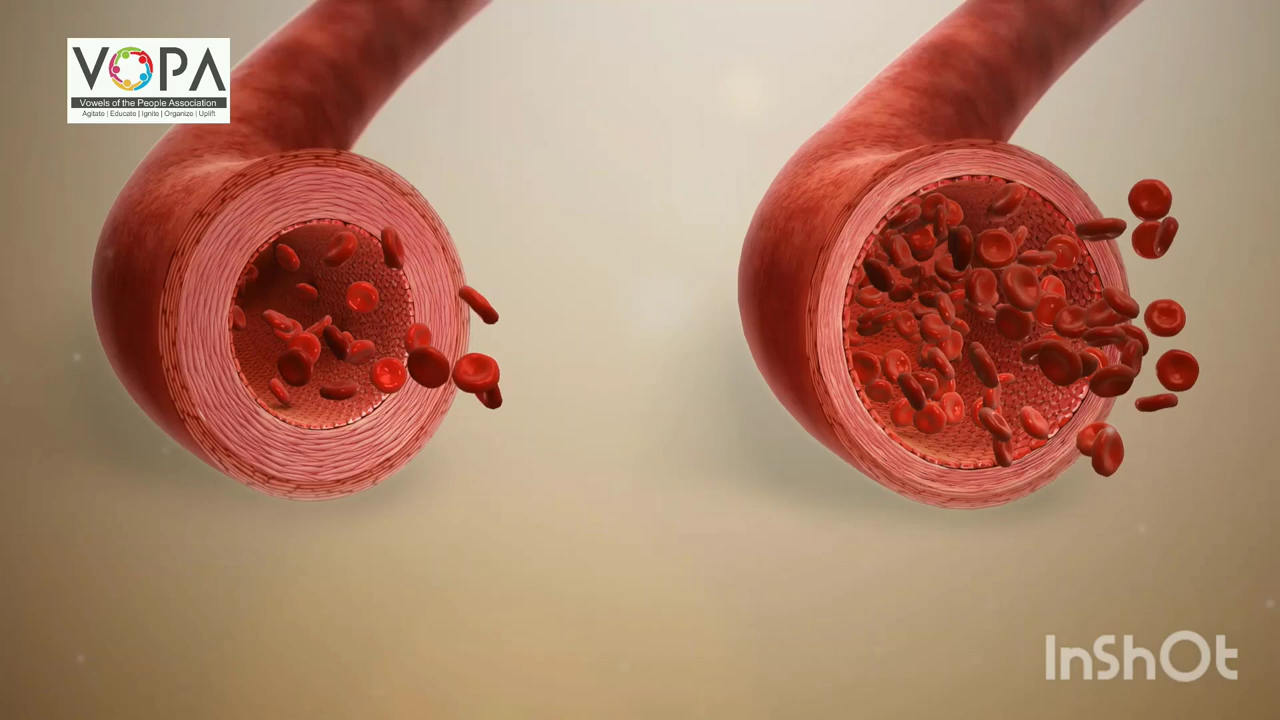 VOPA
Vowels of the People Association
Agitate | Educate | Ignite | Organize | Uplift
InShOt